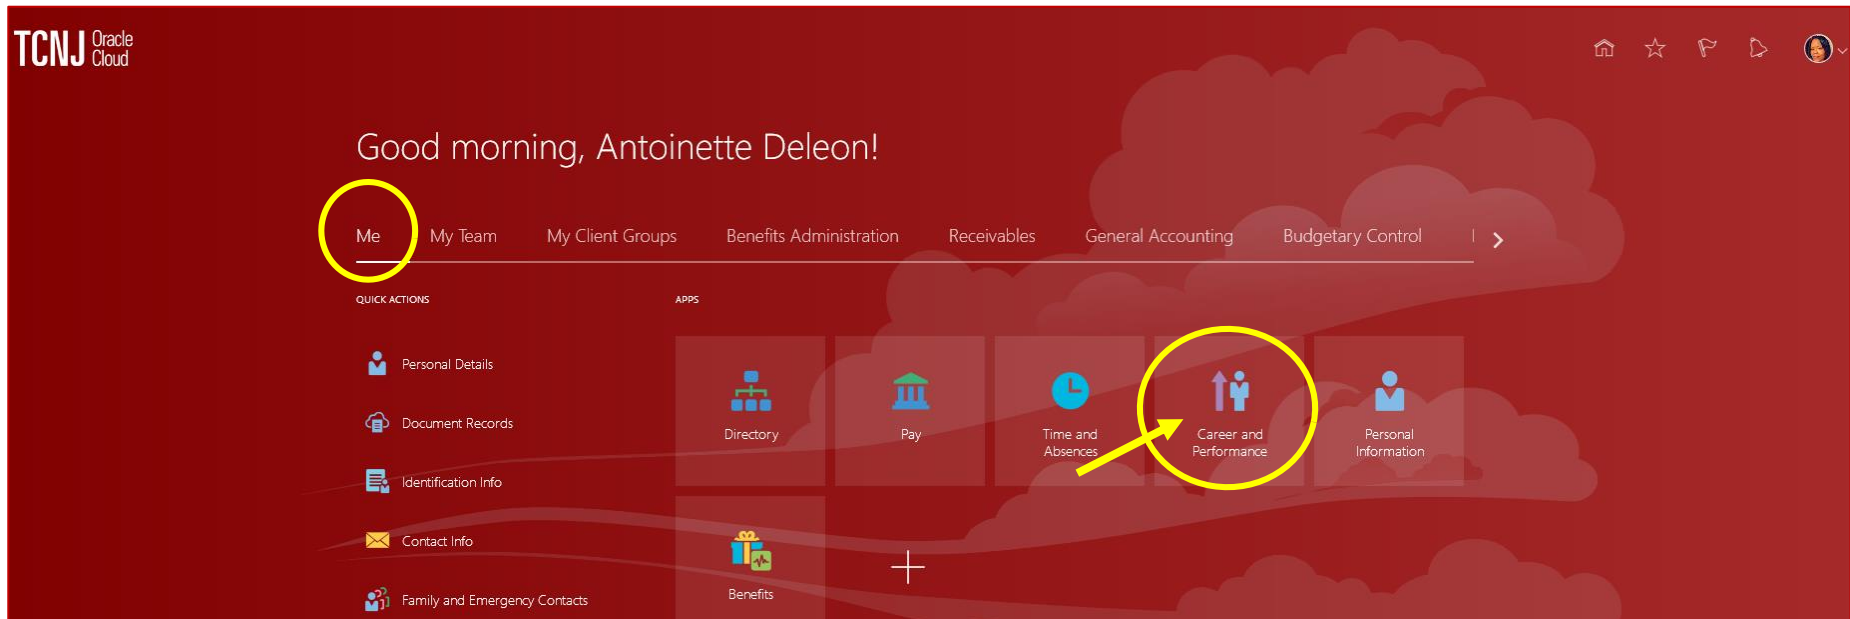 TCNJ Oracle Cloud
Good morning, Antoinette Deleon!
Me My Team My Client Groups Benefits Administration Receivables General Accounting Budgetary Control
QUICK ACTIONS
Personal Details
Document Records
Identification Info
Contact Info
Family and Emergency Contacts
APPS
Directory
Pay
Time and
Absences
Career and
Performance
Personal
Information
Benefits